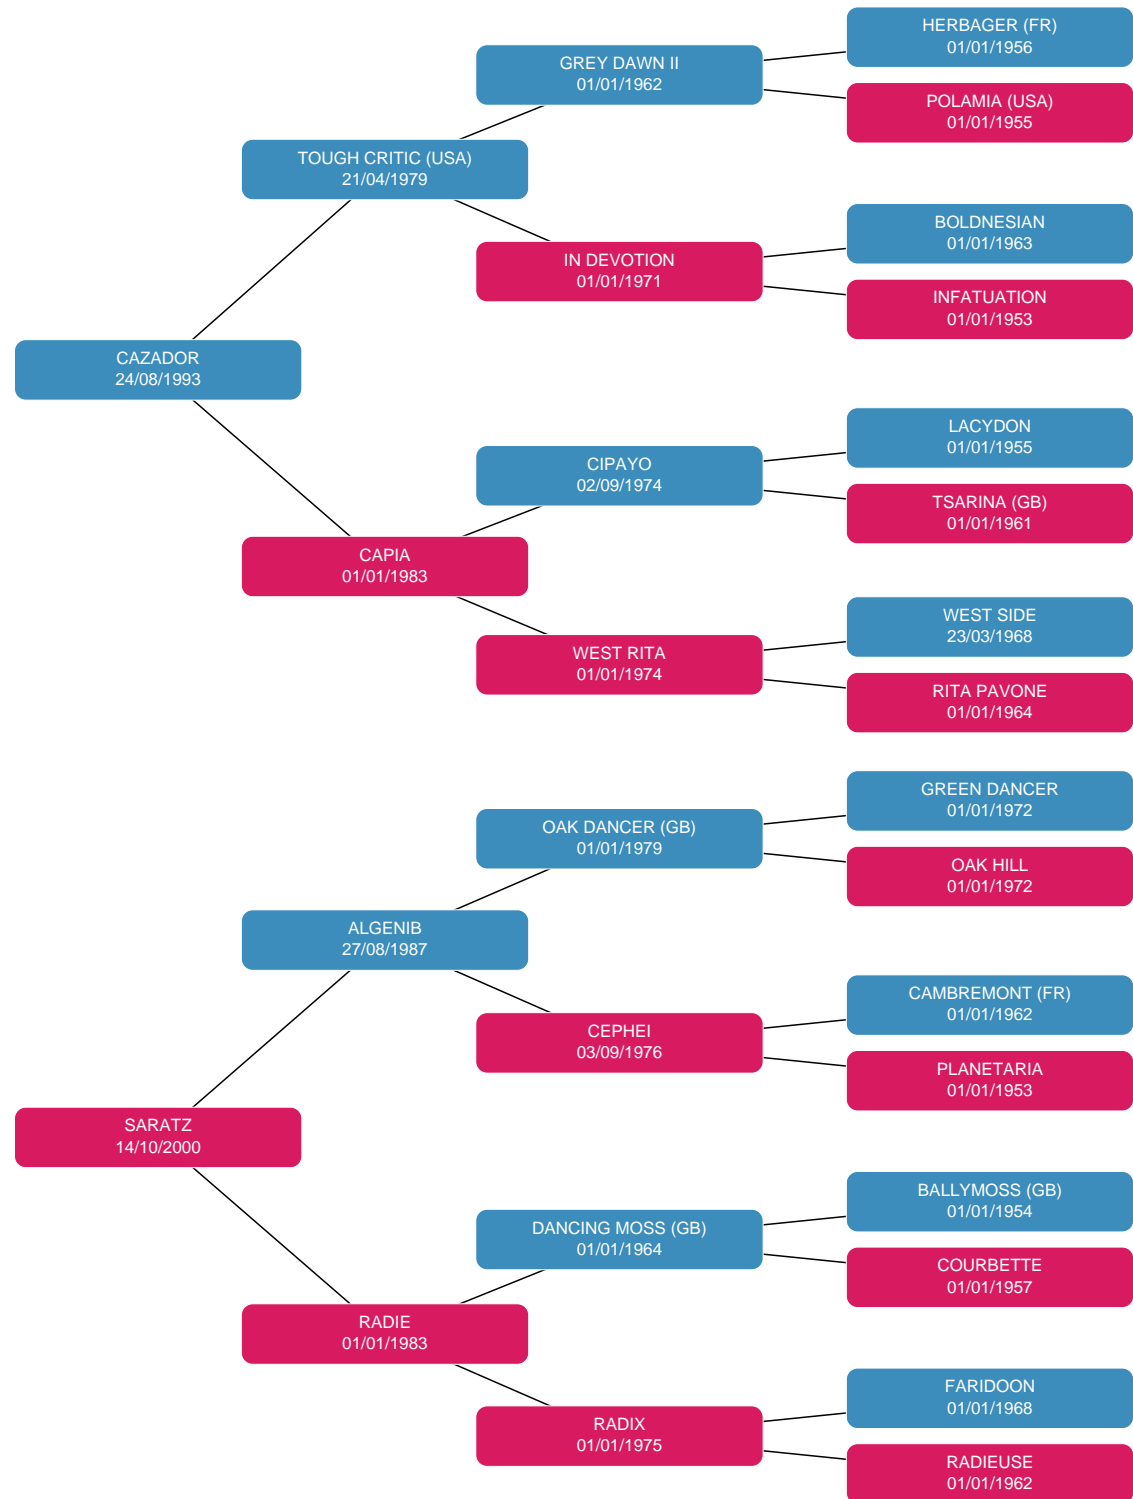 HERBAGER (FR)
01/01/1956
GREY DAWN II
01/01/1962
POLAMIA (USA)
01/01/1955
TOUGH CRITIC (USA)
21/04/1979
BOLDNESIAN
01/01/1963
IN DEVOTION
01/01/1971
INFATUATION
01/01/1953
CAZADOR
24/08/1993
LACYDON
01/01/1955
CIPAYO
02/09/1974
TSARINA (GB)
01/01/1961
CAPIA
01/01/1983
WEST SIDE
23/03/1968
WEST RITA
01/01/1974
RITA PAVONE
01/01/1964
GREEN DANCER
01/01/1972
OAK DANCER (GB)
01/01/1979
OAK HILL
01/01/1972
ALGENIB
27/08/1987
CAMBREMONT (FR)
01/01/1962
CEPHEI
03/09/1976
PLANETARIA
01/01/1953
SARATZ
14/10/2000
BALLYMOSS (GB)
01/01/1954
DANCING MOSS (GB)
01/01/1964
COURBETTE
01/01/1957
RADIE
01/01/1983
FARIDOON
01/01/1968
RADIX
01/01/1975
RADIEUSE
01/01/1962